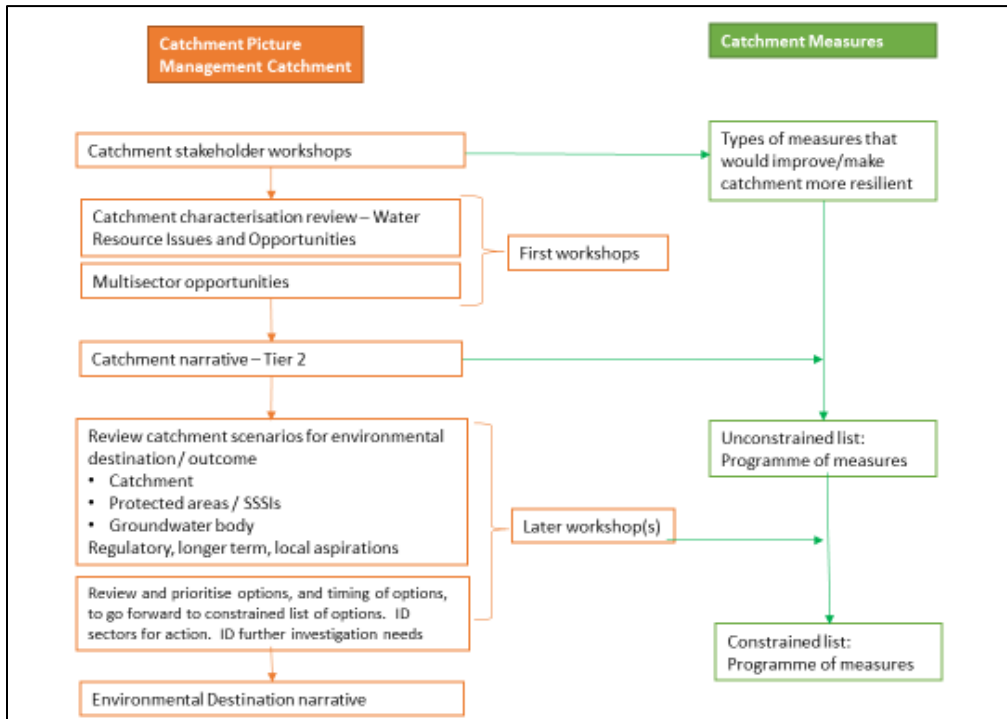 Catchment Picture
Management Catchment
Catchment Measures
Catchment stakeholder workshops
Types of measures that
would improve/make
catchment more resilient
Catchment characterisation review – Water
Resource Issues and Opportunities
First workshops
Multisector opportunities
Catchment narrative – Tier 2
Review catchment scenarios for environmental
destination / outcome
• Catchment
• Protected areas / SSSIs
• Groundwater body
Regulatory, longer term, local aspirations
Unconstrained list:
Programme of measures
Later workshop(s)
Review and prioritise options, and timing of options,
to go forward to constrained list of options. ID
sectors for action. ID further investigation needs
Constrained list:
Programme of measures
Environmental Destination narrative